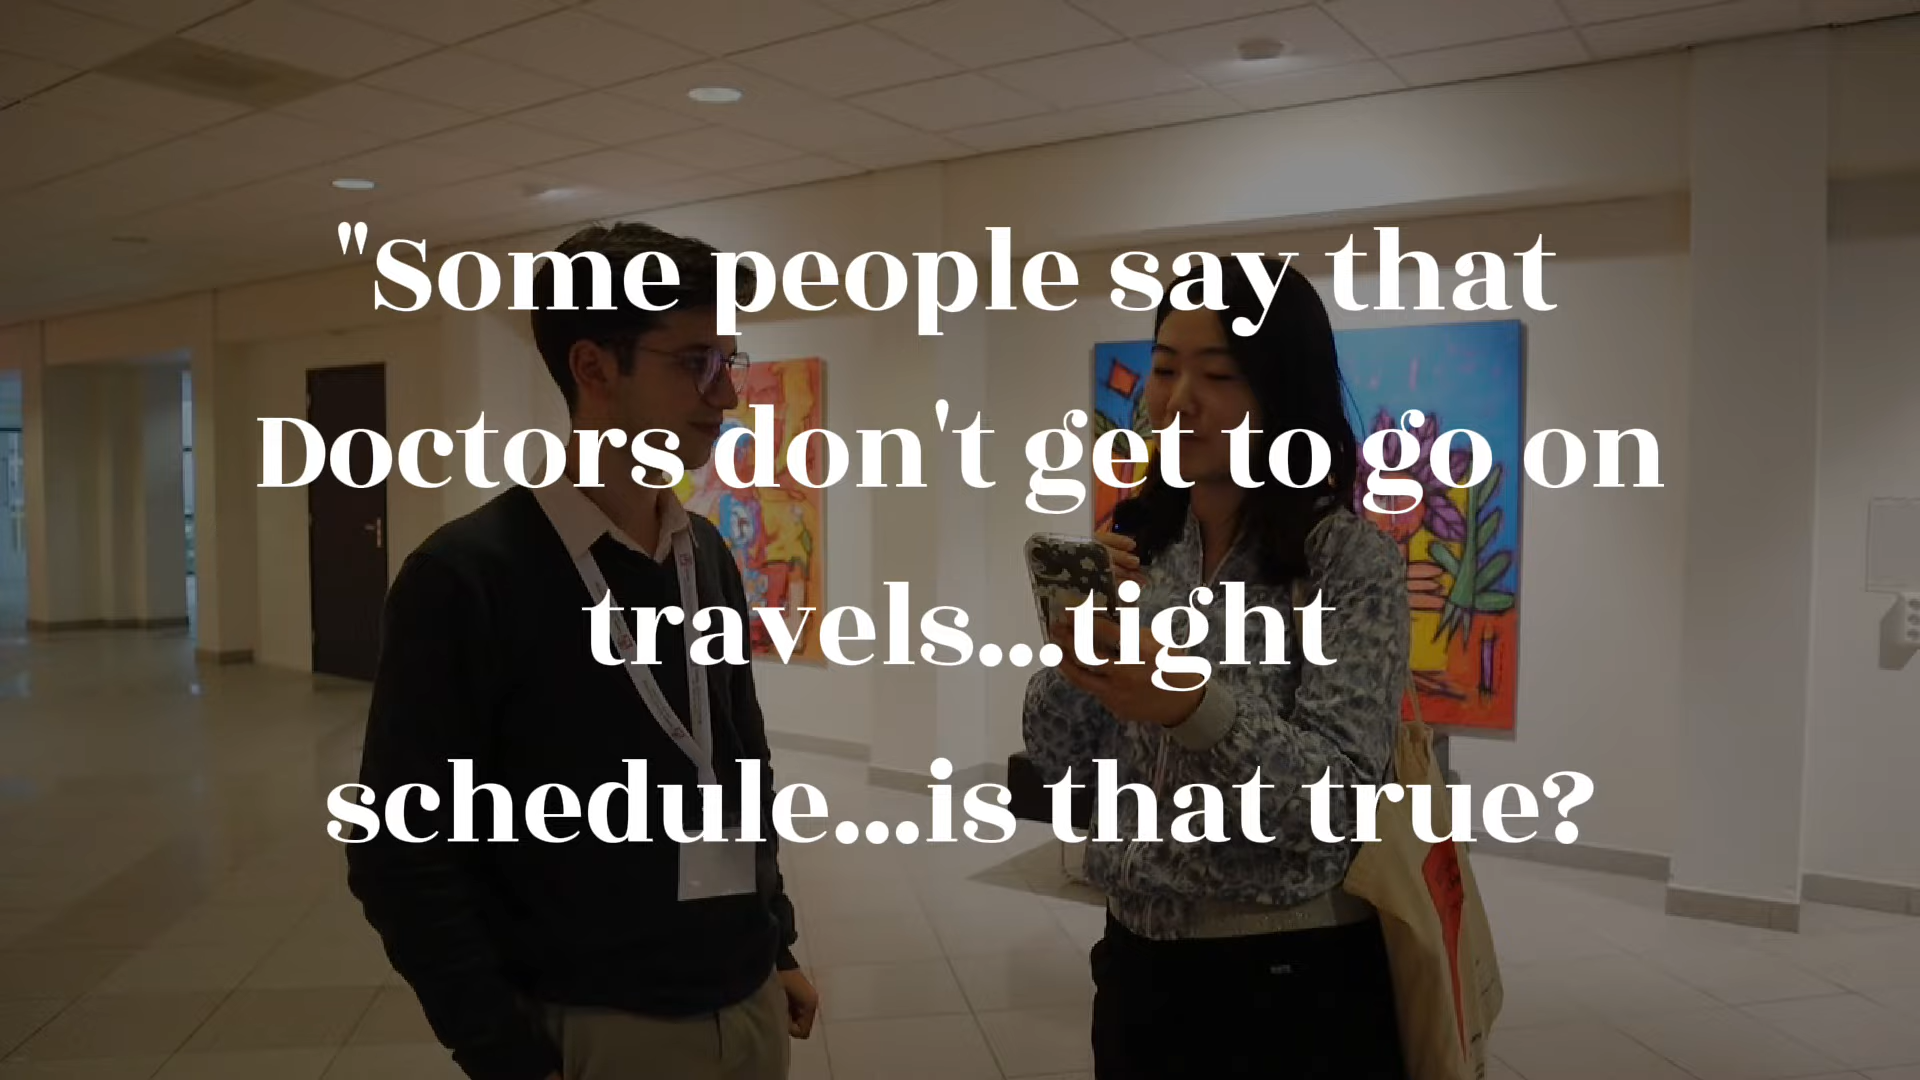 "Some people say that
Doctors don't get to go on
travels...tight
schedule...is that true?